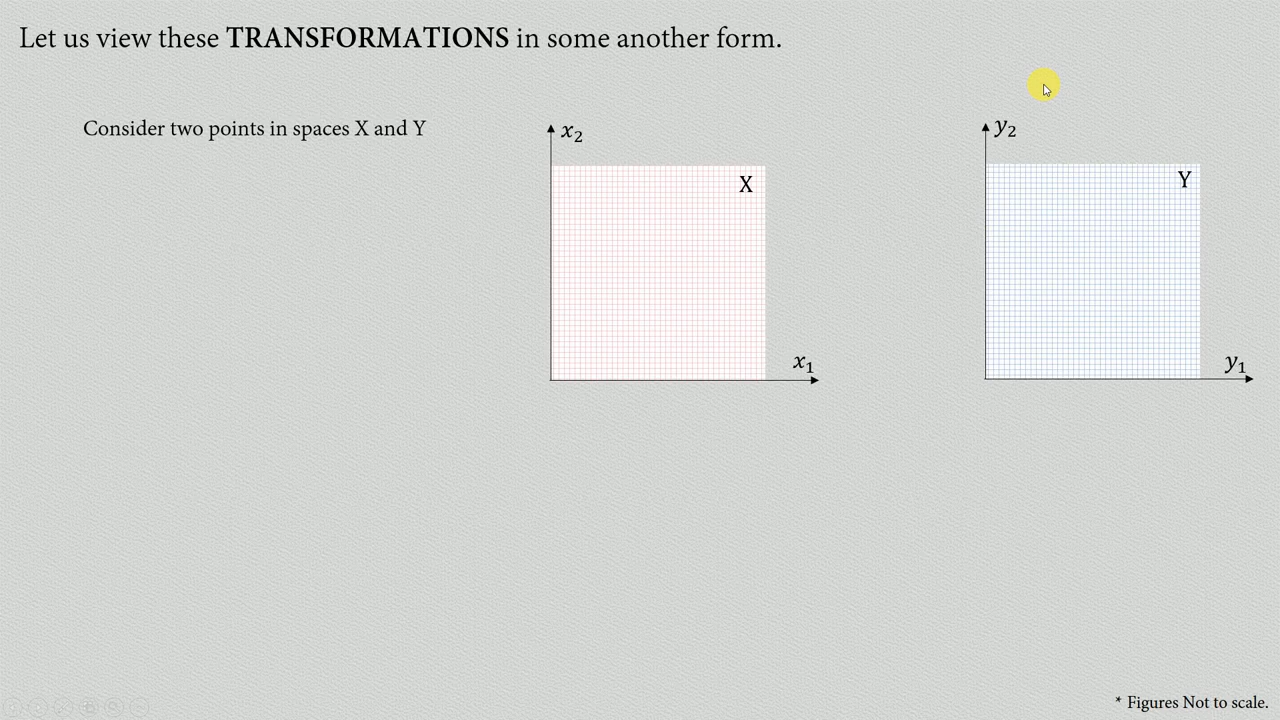 Let us view these TRANSFORMATIONS in some another form.
Consider two points in spaces X and Y
x₂
X
x₁
y₂
Y
y₁
* Figures Not to scale.